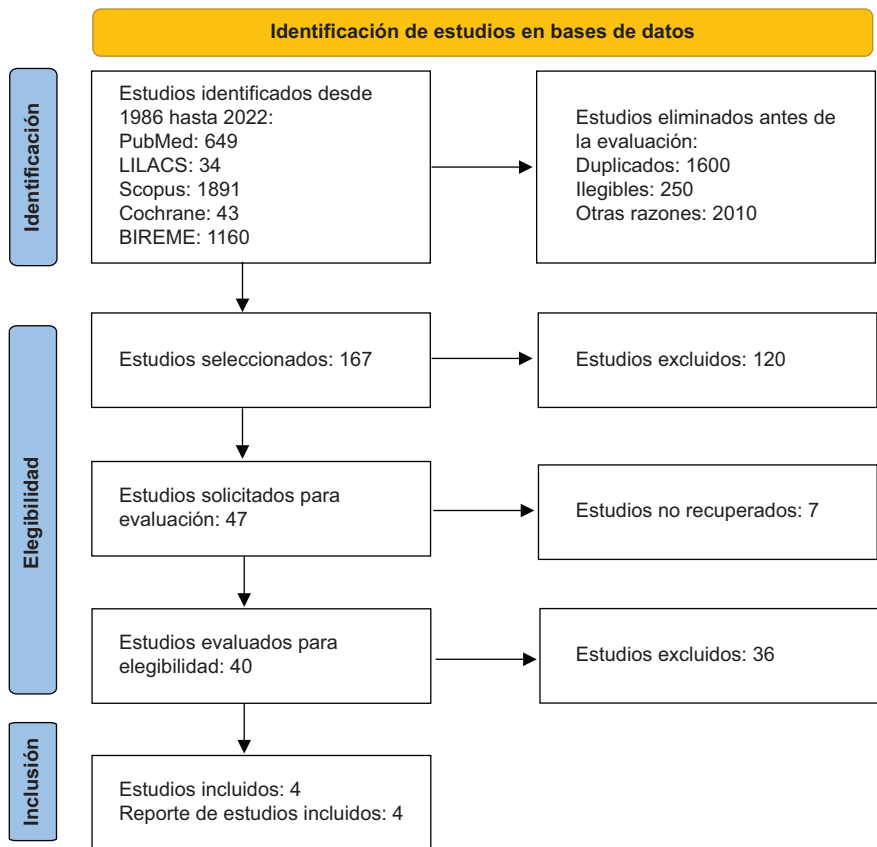 Identificación de estudios en bases de datos
Identificación
Estudios identificados desde
1986 hasta 2022:
PubMed: 649
LILACS: 34
Scopus: 1891
Cochrane: 43
BIREME: 1160
Estudios eliminados antes de
la evaluación:
Duplicados: 1600
Ilegibles: 250
Otras razones: 2010
Elegibilidad
Estudios seleccionados: 167
Estudios excluidos: 120
Estudios solicitados para
evaluación: 47
Estudios no recuperados: 7
Estudios evaluados para
elegibilidad: 40
Estudios excluidos: 36
Inclusión
Estudios incluidos: 4
Reporte de estudios incluidos: 4